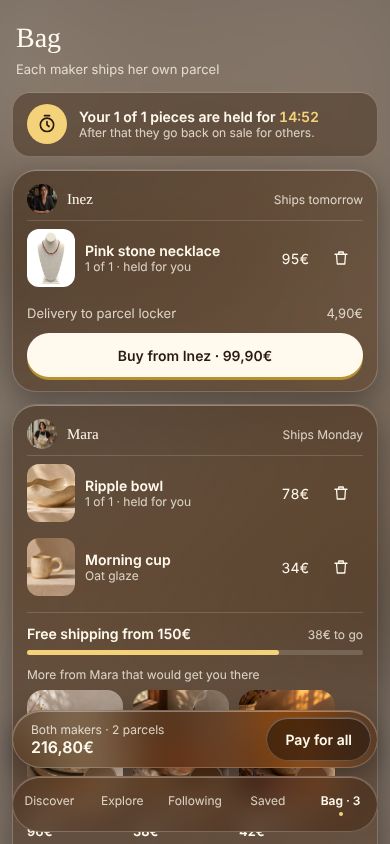 Bag
Each maker ships her own parcel
Your 1 of 1 pieces are held for 14:52
After that they go back on sale for others.
Inez
Ships tomorrow
Pink stone necklace
1 of 1 · held for you
95€
Delivery to parcel locker
4,90€
Buy from Inez · 99,90€
Mara
Ships Monday
Ripple bowl
1 of 1 · held for you
78€
Morning cup
Oat glaze
34€
Free shipping from 150€
38€ to go
More from Mara that would get you there
Both makers · 2 parcels
216,80€
Pay for all
Discover
Explore
Following
Saved
Bag · 3